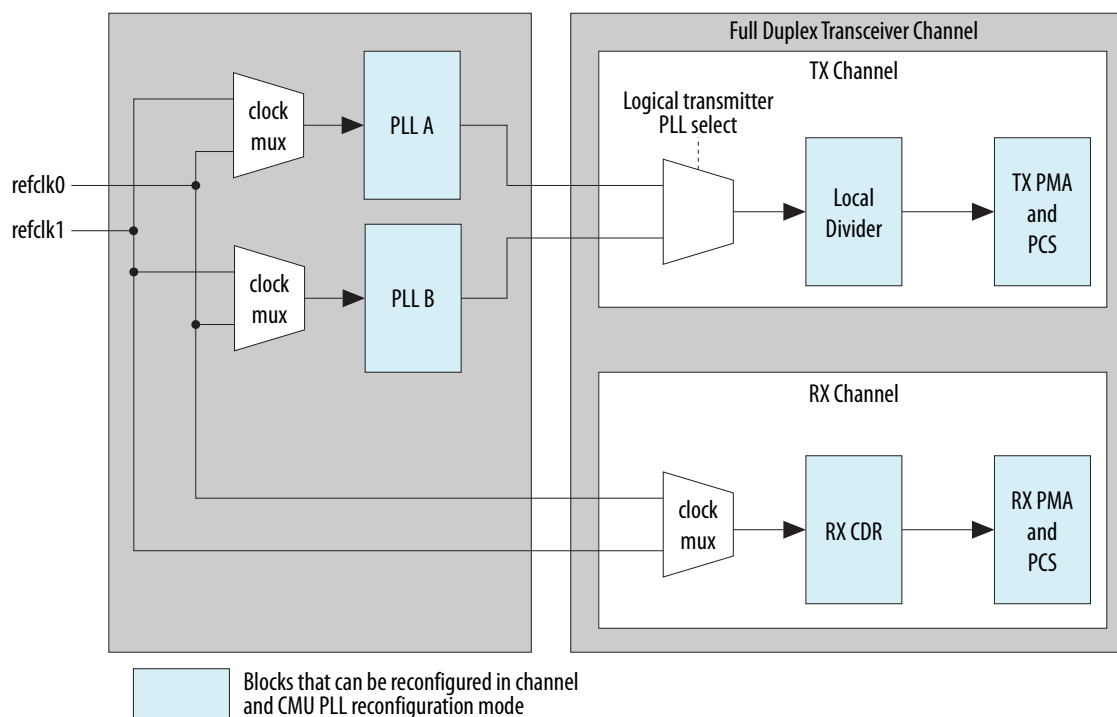 Full Duplex Transceiver Channel
TX Channel
Logical transmitter
PLL select
clock
mux
PLL A
refclk0
refclk1
Local
Divider
TX PMA
and
PCS
clock
mux
PLL B
RX Channel
clock
mux
RX CDR
RX PMA
and
PCS
Blocks that can be reconfigured in channel
and CMU PLL reconfiguration mode